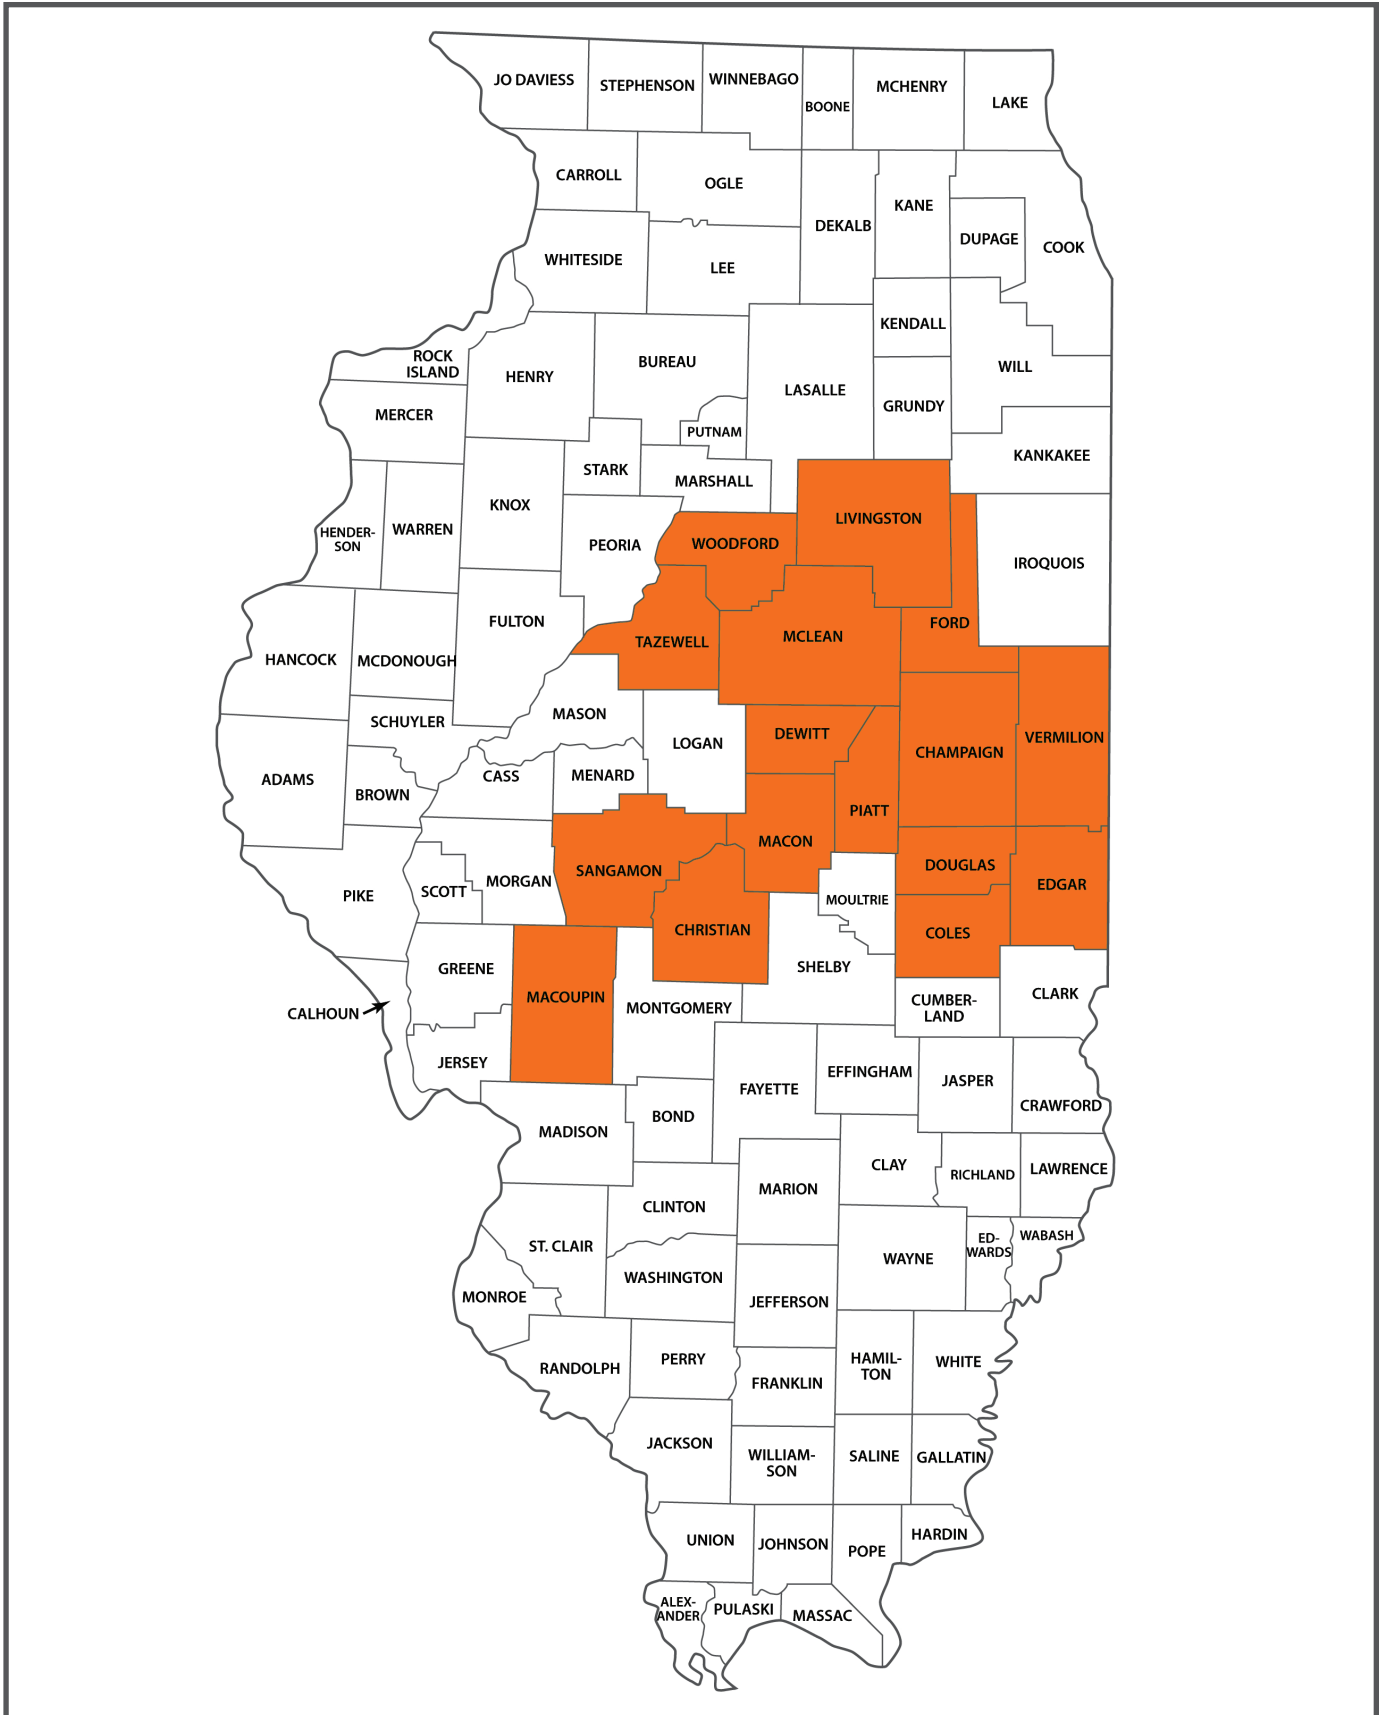 JO DAVIESS
STEPHENSON
WINNEBAGO
BOONE
MCHENRY
LAKE
CARROLL
OGLE
DEKALB
KANE
DUPAGE
COOK
WHITESIDE
LEE
KENDALL
WILL
ROCK
ISLAND
HENRY
BUREAU
LASALLE
GRUNDY
MERCER
PUTNAM
KANKAKEE
STARK
MARSHALL
KNOX
HENDER-
SON
WARREN
PEORIA
WOODFORD
LIVINGSTON
IROQUOIS
FULTON
TAZEWELL
MCLEAN
FORD
HANCOCK
MCDONOUGH
SCHUYLER
MASON
LOGAN
DEWITT
CHAMPAIGN
VERMILION
ADAMS
BROWN
CASS
MENARD
PIATT
MACON
SANGAMON
DOUGLAS
EDGAR
PIKE
SCOTT
MORGAN
MOULTRIE
CHRISTIAN
COLES
SHELBY
GREENE
MACOUPIN
MONTGOMERY
CUMBER-
LAND
CLARK
CALHOUN
JERSEY
FAYETTE
EFFINGHAM
JASPER
CRAWFORD
MADISON
BOND
CLAY
RICHLAND
LAWRENCE
MARION
CLINTON
ST. CLAIR
WAYNE
ED-
WARDS
WABASH
WASHINGTON
MONROE
JEFFERSON
RANDOLPH
PERRY
FRANKLIN
HAMIL-
TON
WHITE
JACKSON
WILLIAM-
SON
SALINE
GALLATIN
UNION
JOHNSON
POPE
HARDIN
ALEX-
ANDER
PULASKI
MASSAC